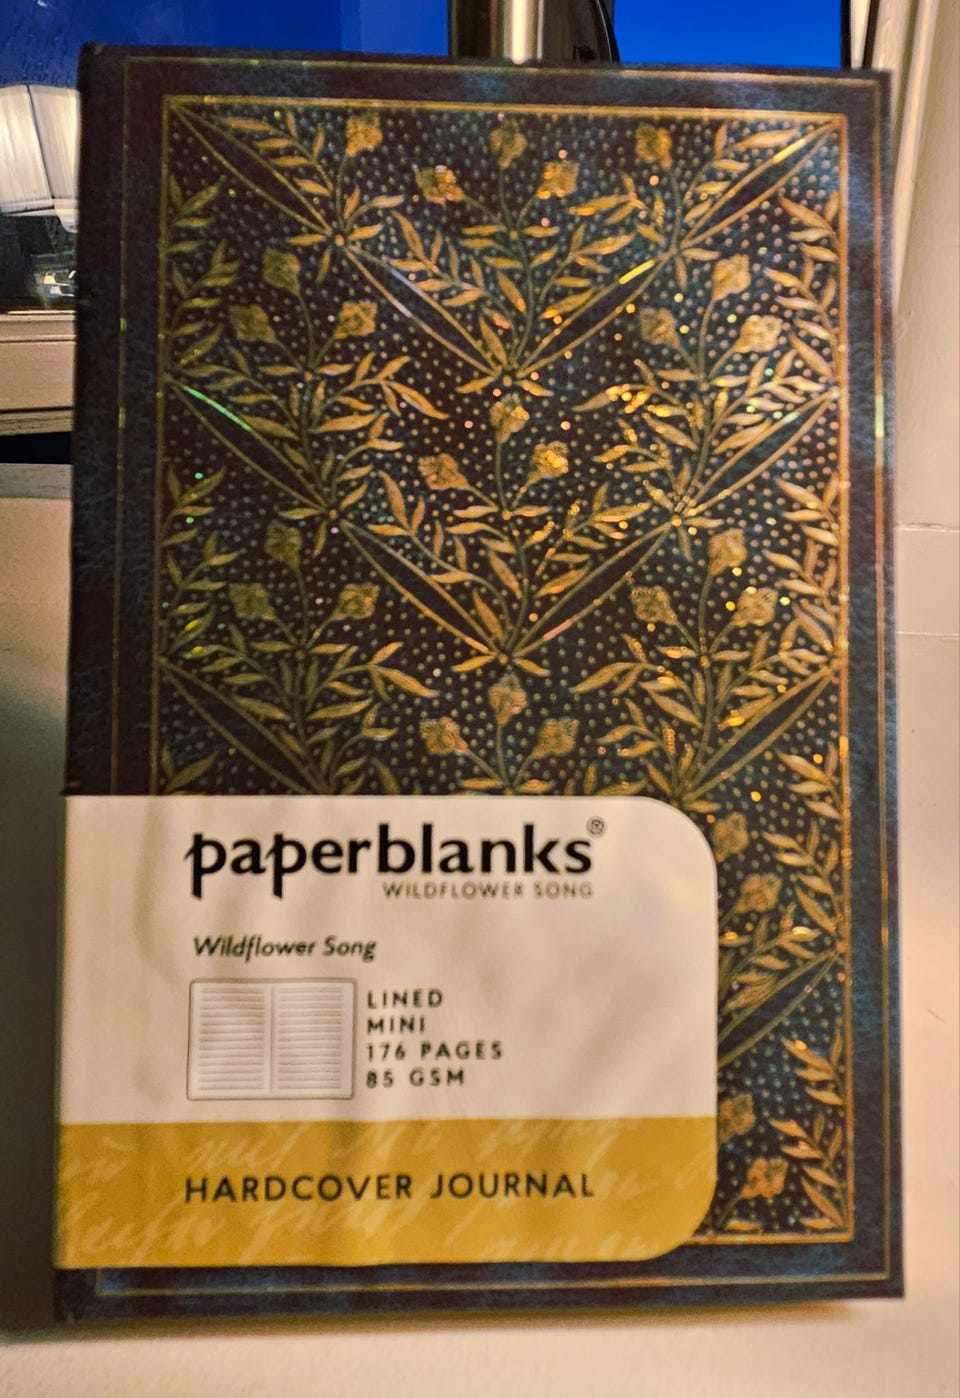 paperblanks®
WILDFLOWER SONG
Wildflower Song
LINED
MINI
176 PAGES
85 GSM
HARDCOVER JOURNAL